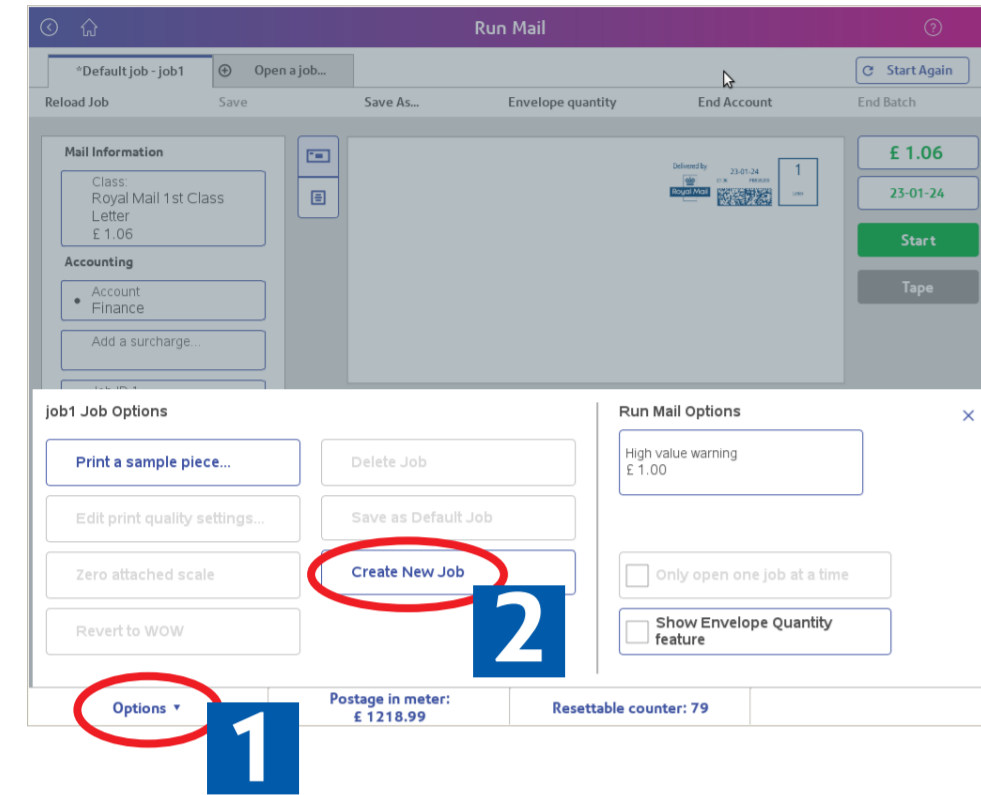 Run Mail
*Default job - job1
Open a job...
Start Again
Reload Job
Save
Save As...
Envelope quantity
End Account
End Batch
Mail Information
Class:
Royal Mail 1st Class
Letter
£ 1.06
Accounting
Account
Finance
Add a surcharge...
Job ID 1
Delivered by
Royal Mail
23-01-24
1
Letter
£ 1.06
23-01-24
Start
Tape
job1 Job Options
Print a sample piece...
Delete Job
Edit print quality settings...
Save as Default Job
Zero attached scale
Create New Job
Revert to WOW
2
Run Mail Options
High value warning
£ 1.00
Only open one job at a time
Show Envelope Quantity
feature
Options
1
Postage in meter:
£ 1218.99
Resettable counter: 79